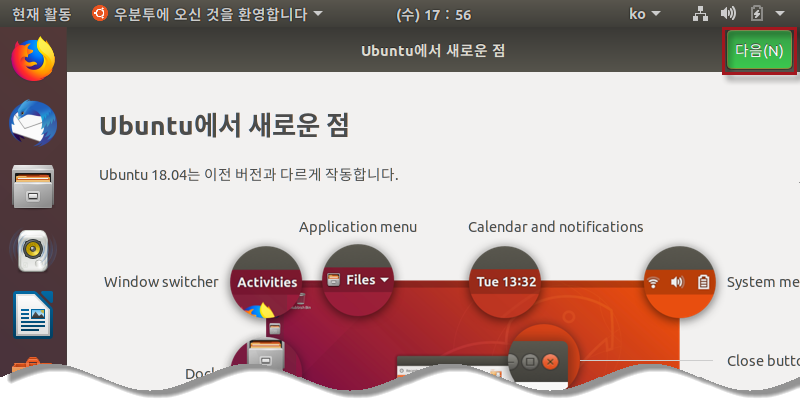 현재 활동 우분투에 오신 것을 환영합니다 (수) 17 : 56 ko
Ubuntu에서 새로운 점 다음(N)
Ubuntu에서 새로운 점
Ubuntu 18.04는 이전 버전과 다르게 작동합니다.
Application menu Calendar and notifications
Window switcher Activities Files Tue 13:32 System me
Dock Close butto